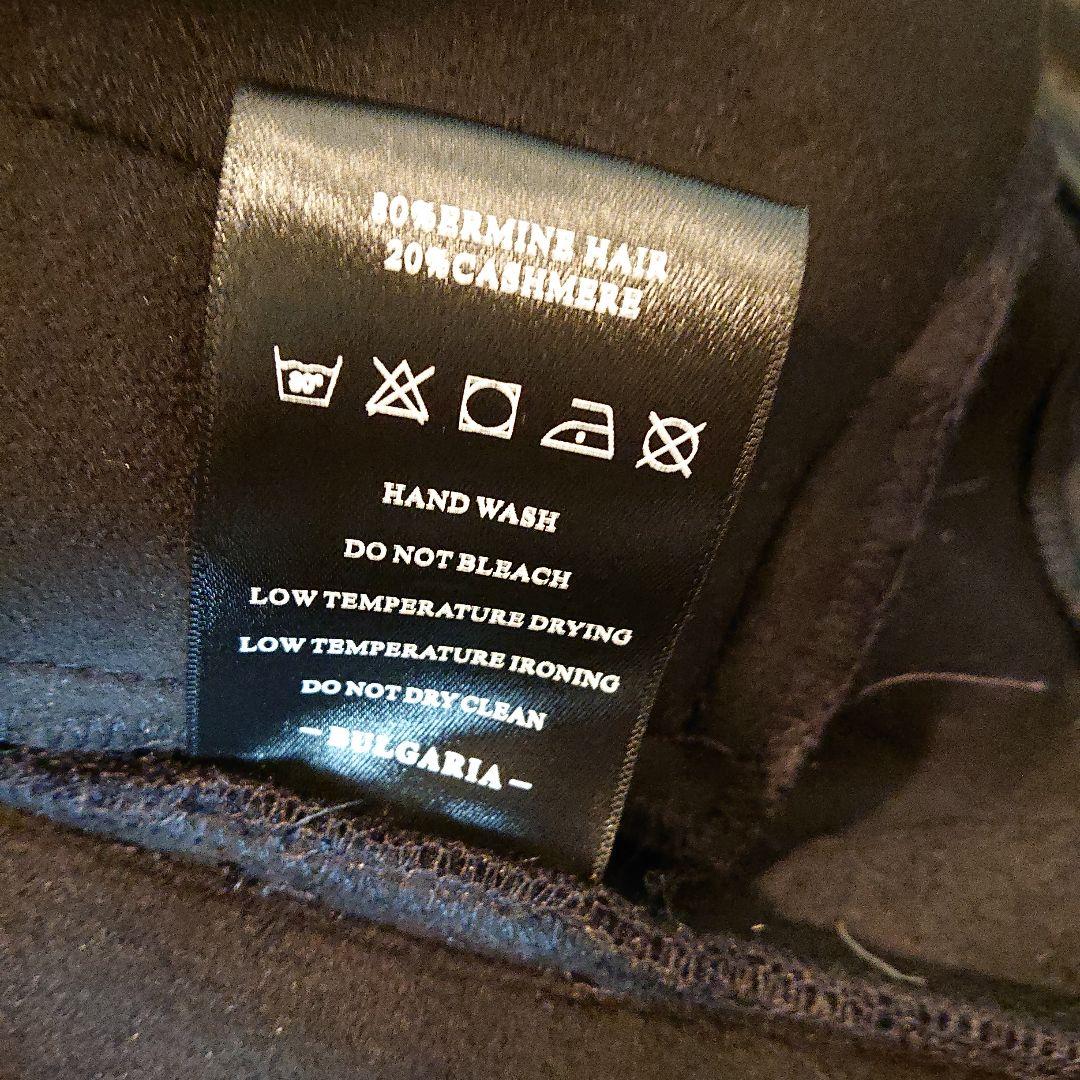 80%ERMINE HAIR
20%CASHMERE
30°
HAND WASH
DO NOT BLEACH
LOW TEMPERATURE DRYING
LOW TEMPERATURE IRONING
DO NOT DRY CLEAN
— BULGARIA —